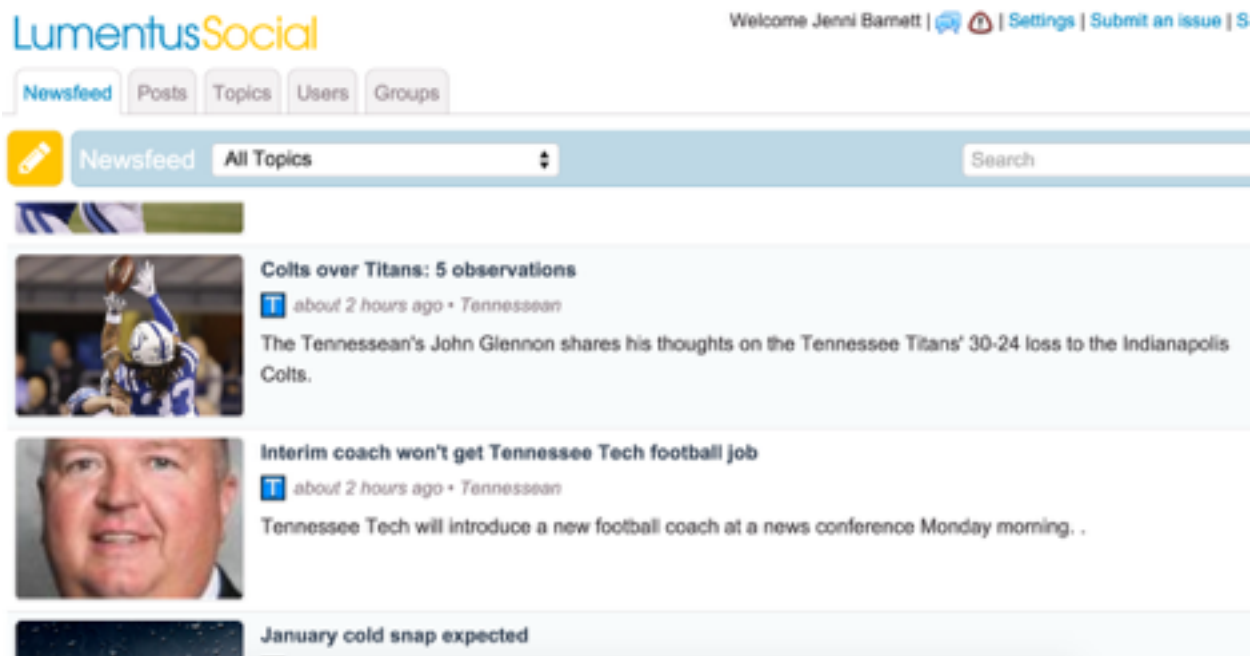 LumentusSocial
Welcome Jenni Barnett | | Settings | Submit an issue | S
Newsfeed Posts Topics Users Groups
Newsfeed All Topics Search
Colts over Titans: 5 observations
T about 2 hours ago • Tennessean
The Tennessean's John Glennon shares his thoughts on the Tennessee Titans' 30-24 loss to the Indianapolis
Colts.
Interim coach won't get Tennessee Tech football job
T about 2 hours ago • Tennessean
Tennessee Tech will introduce a new football coach at a news conference Monday morning. .
January cold snap expected